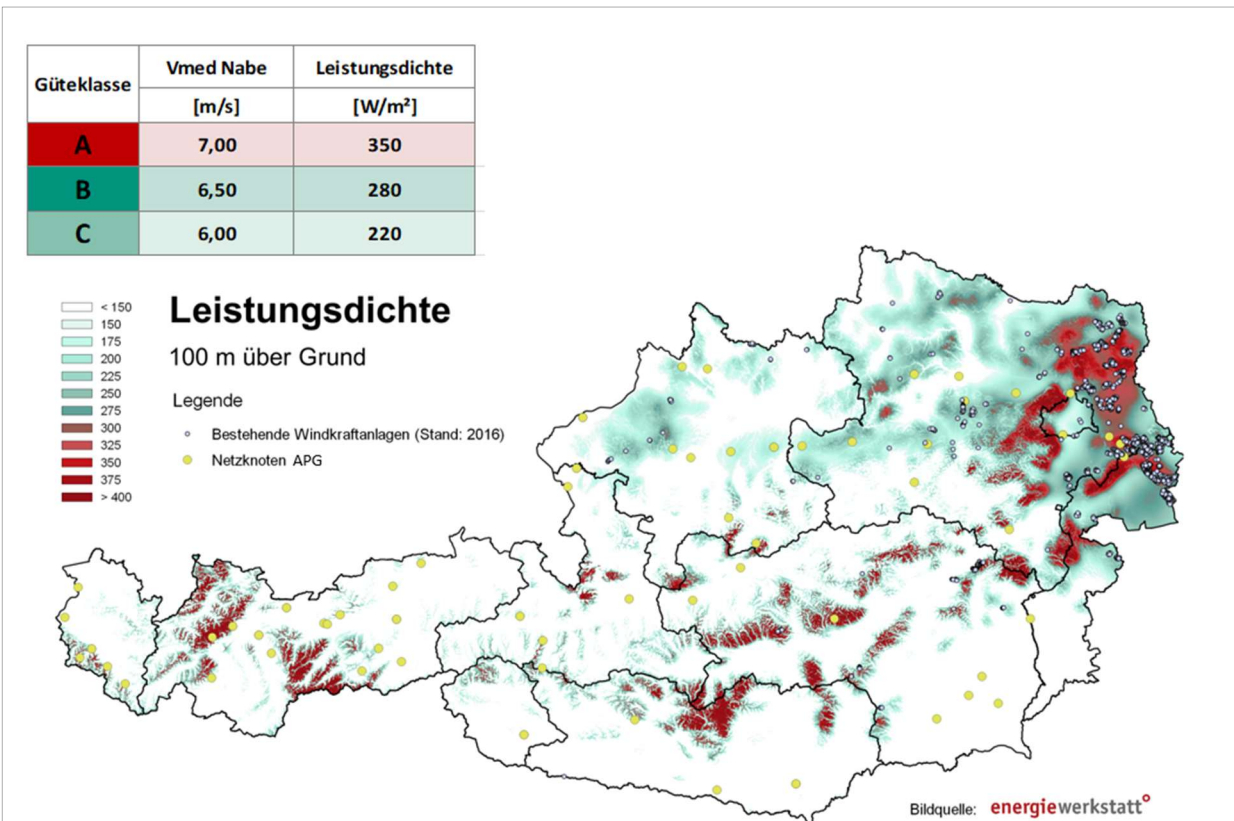 Güteklasse
Vmed Nabe
Leistungsdichte
[m/s]
[W/m²]
A
7,00
350
B
6,50
280
C
6,00
220
< 150
150
175
200
225
250
275
300
325
350
375
> 400
Leistungsdichte
100 m über Grund
Legende
Bestehende Windkraftanlagen (Stand: 2016)
Netzknoten APG
Bildquelle: energiewerkstatt°